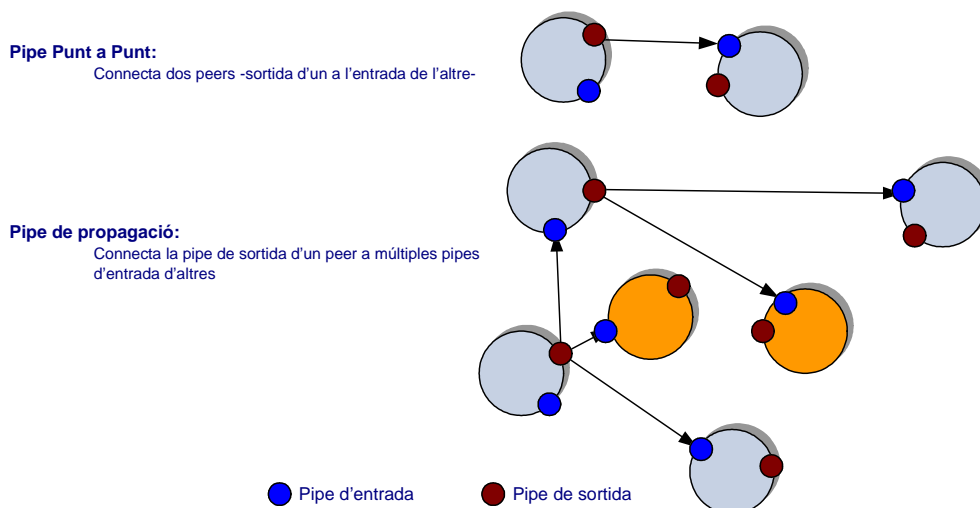 Pipe Punt a Punt:
Connecta dos peers -sortida d'un a l'entrada de l'altre-
Pipe de propagació:
Connecta la pipe de sortida d'un peer a múltiples pipes
d'entrada d'altres
Pipe d'entrada
Pipe de sortida